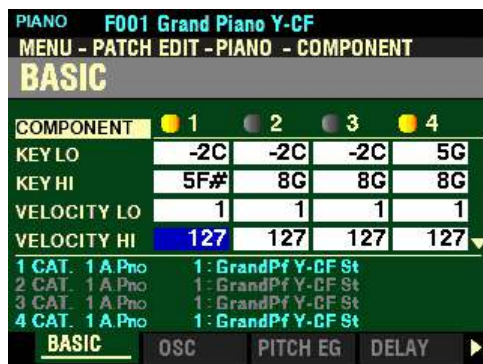 PIANO F001 Grand Piano Y-CF
MENU - PATCH EDIT - PIANO - COMPONENT
BASIC
COMPONENT 1 2 3 4
KEY LO -2C -2C -2C 5G
KEY HI 5F# 8G 8G 8G
VELOCITY LO 1 1 1 1
VELOCITY HI 127 127 127 127
1 CAT. 1 A.Pno 1: GrandPf Y-CF St
2 CAT. 1 A.Pno 1: GrandPf Y-CF St
3 CAT. 1 A.Pno 1: GrandPf Y-CF St
4 CAT. 1 A.Pno 1: GrandPf Y-CF St
BASIC OSC PITCH EG DELAY